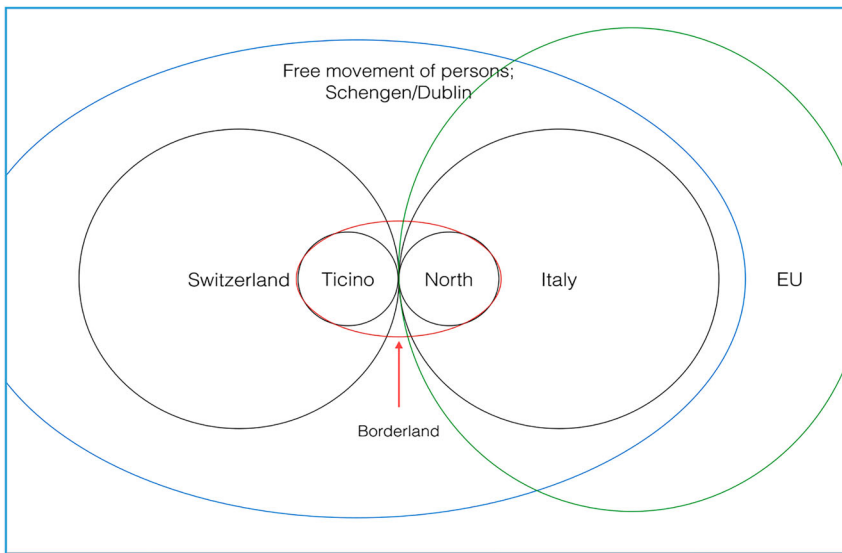 Free movement of persons;
Schengen/Dublin
Switzerland
Ticino
North
Italy
EU
Borderland